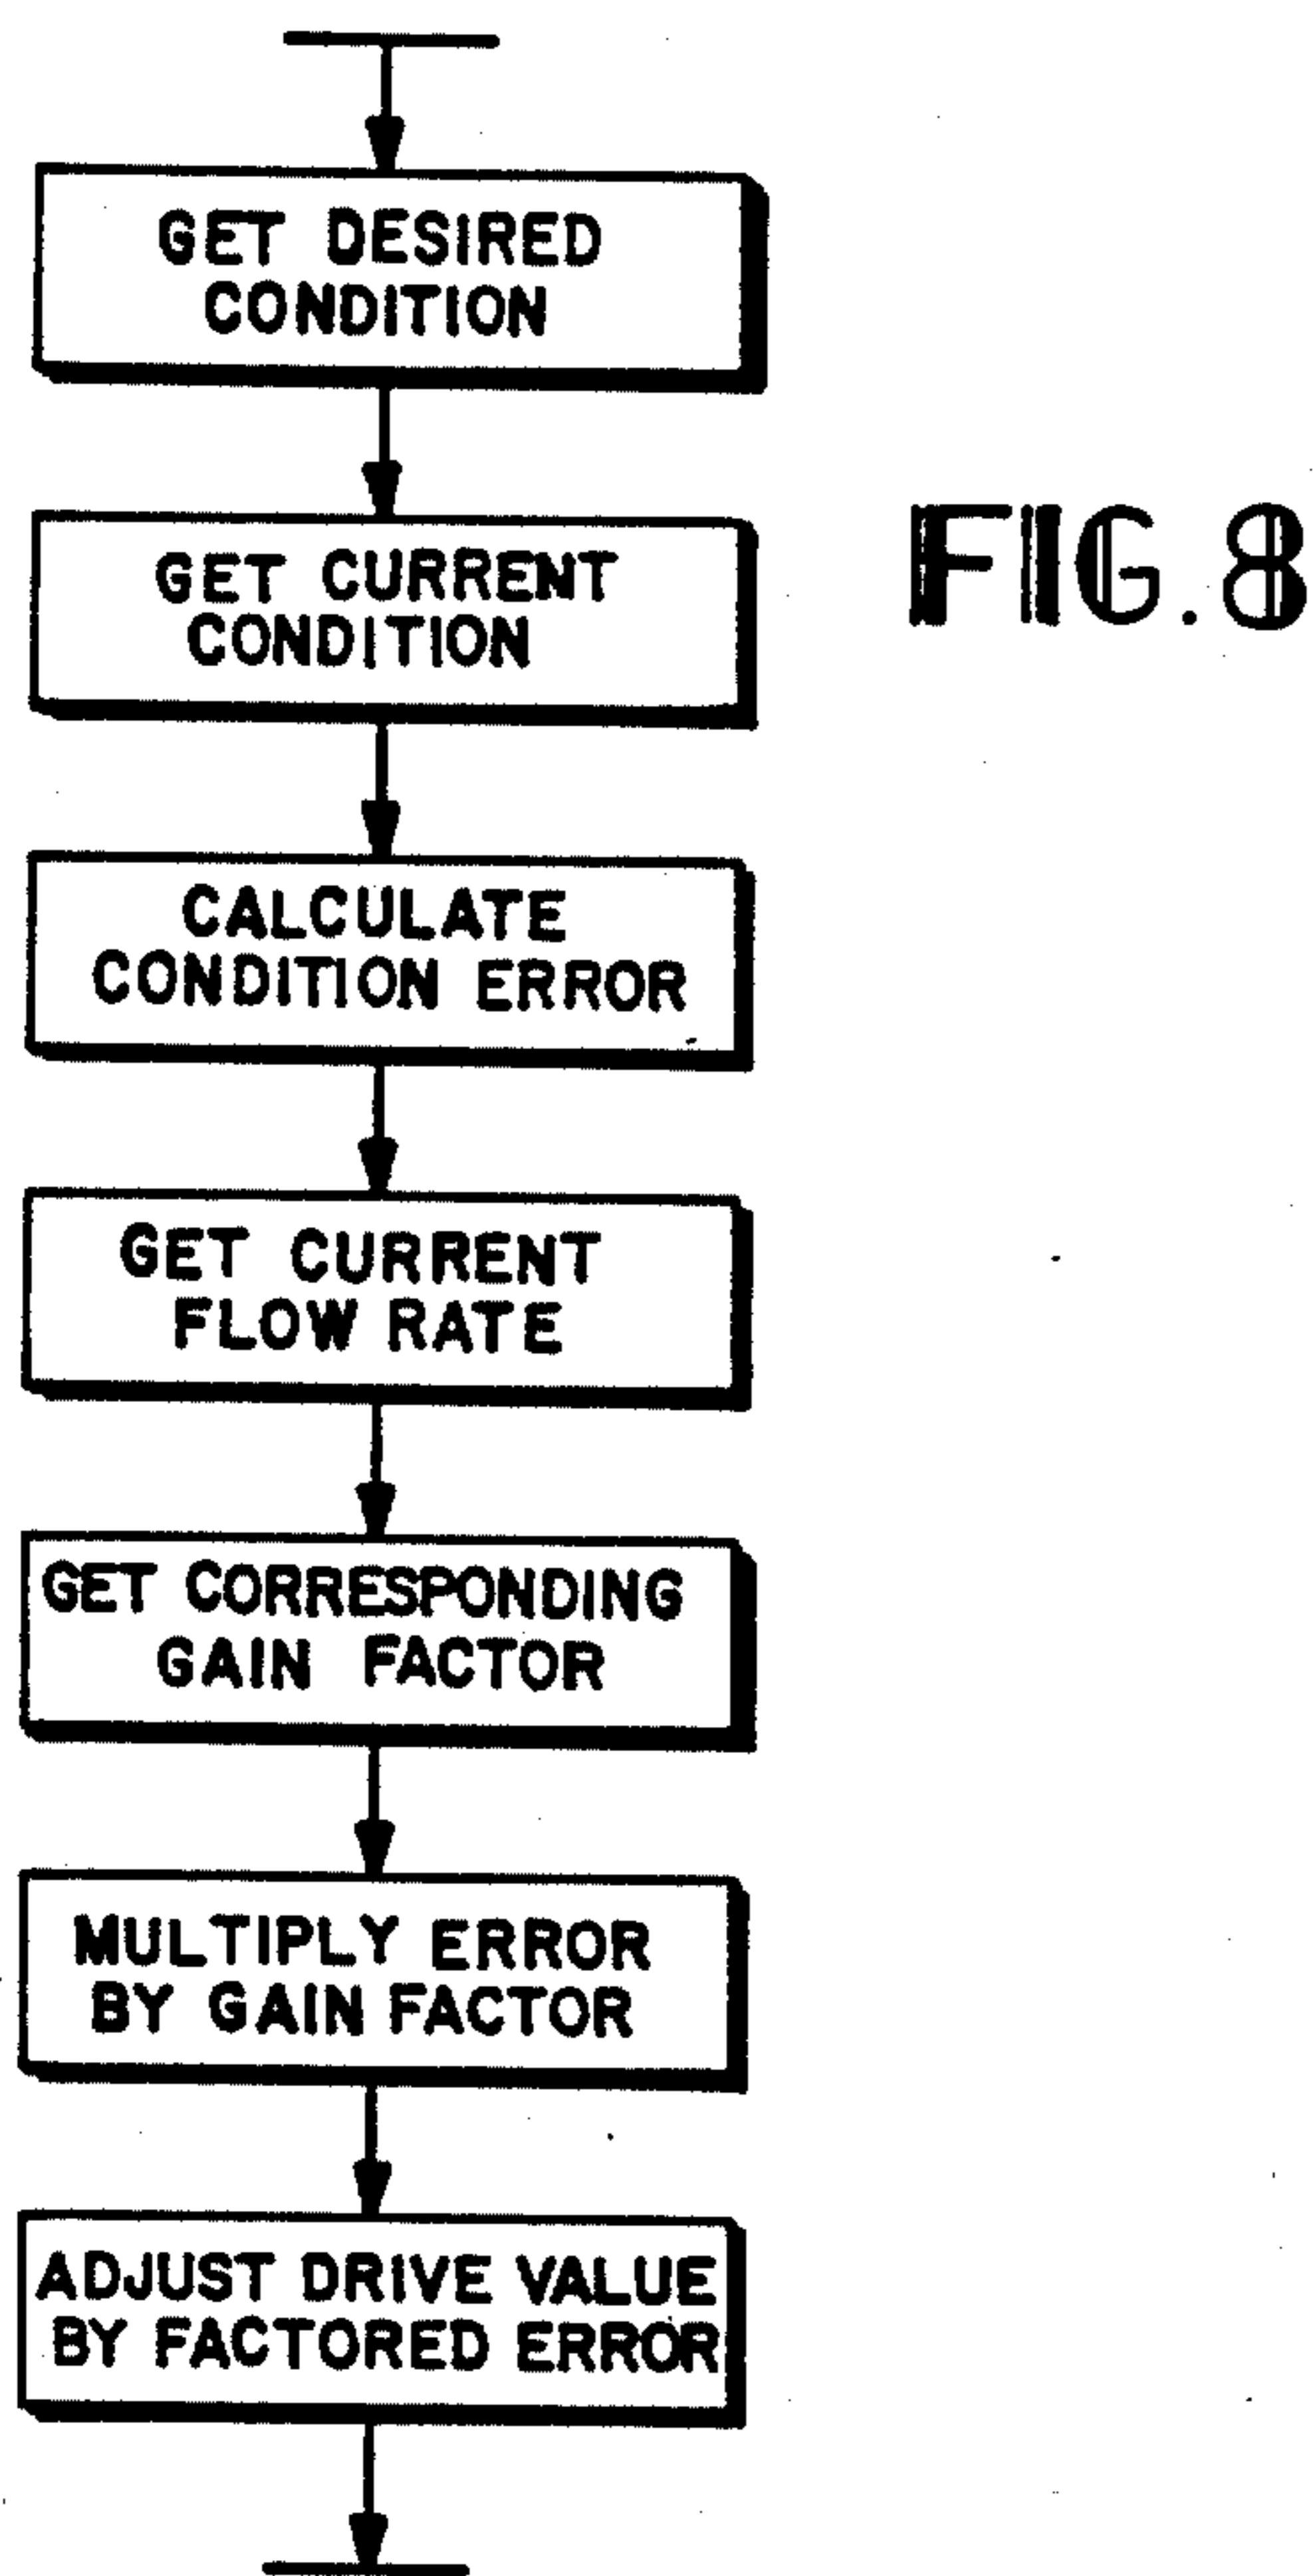 GET DESIRED
CONDITION
GET CURRENT
CONDITION
FIG.8
CALCULATE
CONDITION ERROR
GET CURRENT
FLOW RATE
GET CORRESPONDING
GAIN FACTOR
MULTIPLY ERROR
BY GAIN FACTOR
ADJUST DRIVE VALUE
BY FACTORED ERROR